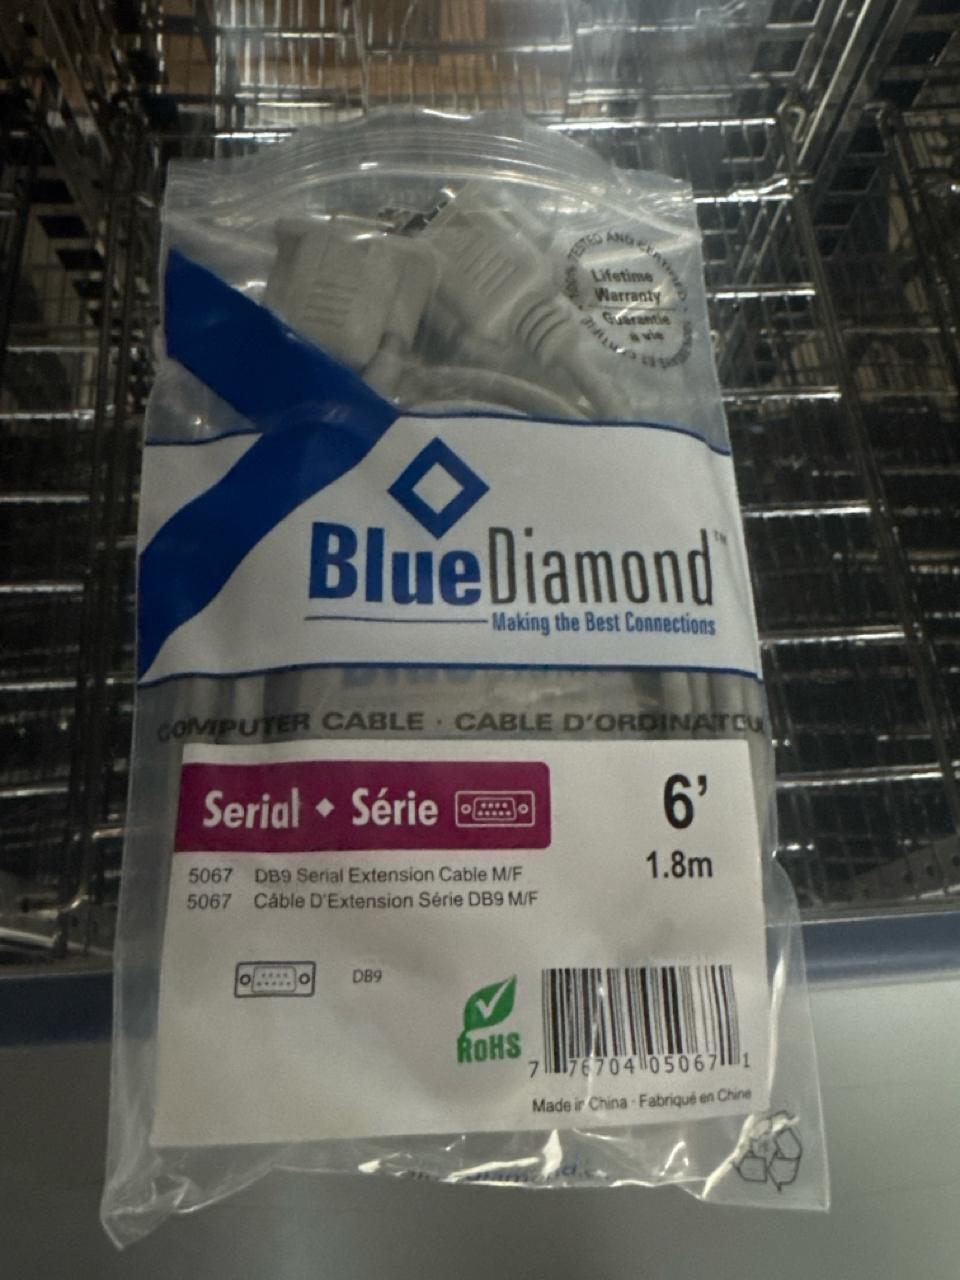 100% TESTED AND CERTIFIED
Lifetime
Warranty
Guarantie
à vie
BlueDiamond™
Making the Best Connections
COMPUTER CABLE · CABLE D'ORDINATEU
Serial • Série
6’
1.8m
5067 DB9 Serial Extension Cable M/F
5067 Câble D'Extension Série DB9 M/F
DB9
RoHS
7 76704 05067 1
Made in China · Fabriqué en Chine